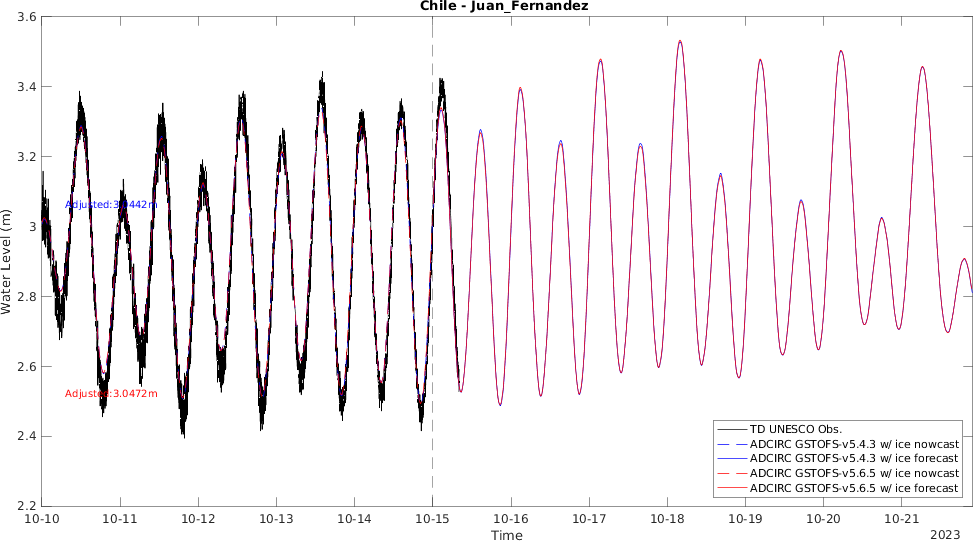 Chile - Juan_Fernandez
3.6
3.4
3.2
3
2.8
2.6
2.4
2.2
Water Level (m)
Adjusted:3.0442m
Adjusted:3.0472m
10-10
10-11
10-12
10-13
10-14
10-15
10-16
10-17
10-18
10-19
10-20
10-21
Time
2023
TD UNESCO Obs.
ADCIRC GSTOFS-v5.4.3 w/ ice nowcast
ADCIRC GSTOFS-v5.4.3 w/ ice forecast
ADCIRC GSTOFS-v5.6.5 w/ ice nowcast
ADCIRC GSTOFS-v5.6.5 w/ ice forecast